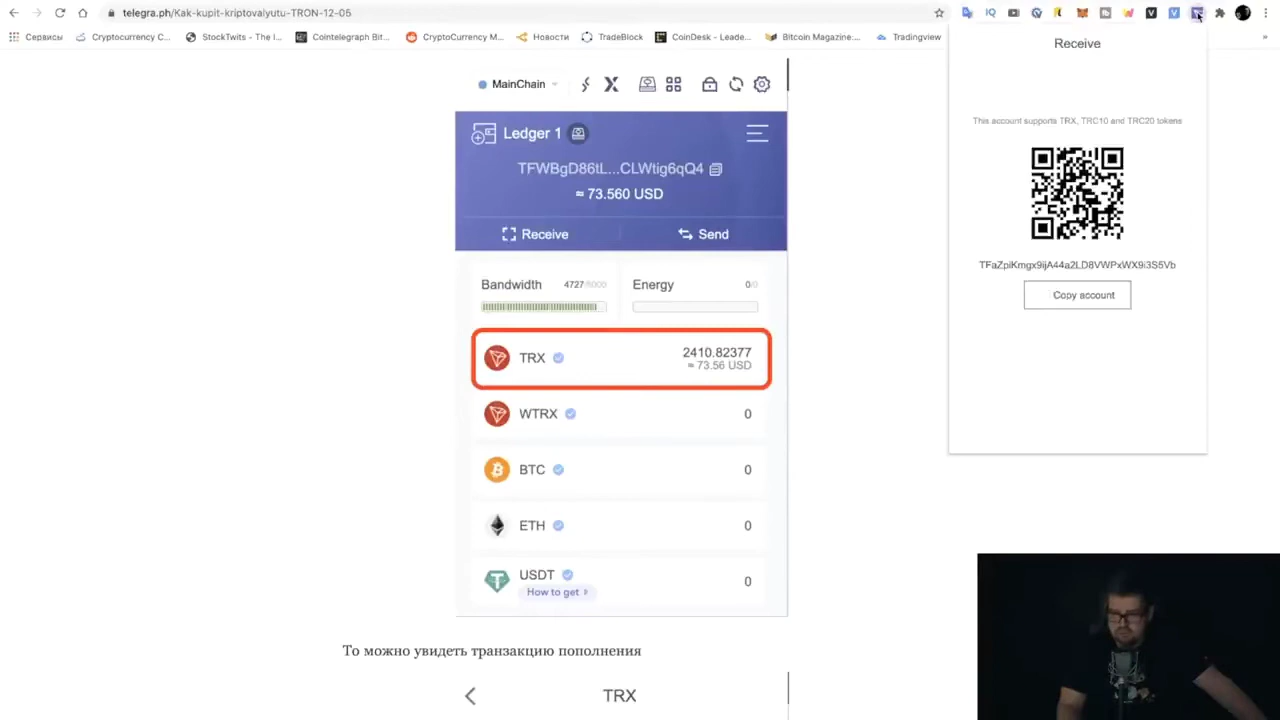 telegra.ph/Kak-kupit-kriptovalyutu-TRON-12-05
Сервисы
Cryptocurrency C...
StockTwits - The I...
Cointelegraph Bit...
CryptoCurrency M...
Новости
TradeBlock
CoinDesk - Leade...
Bitcoin Magazine:...
Tradingview
MainChain
Ledger 1
TFWBgD86tL...CLWtig6qQ4
≈ 73.560 USD
Receive
Send
Bandwidth 4727/5000
Energy 0/0
TRX 2410.82377
≈ 73.56 USD
WTRX 0
BTC 0
ETH 0
USDT 0
How to get
То можно увидеть транзакцию пополнения
TRX
Receive
This account supports TRX, TRC10 and TRC20 tokens
TFaZpiKmgx9ijA44a2LD8VWPxWX9i3S5Vb
Copy account